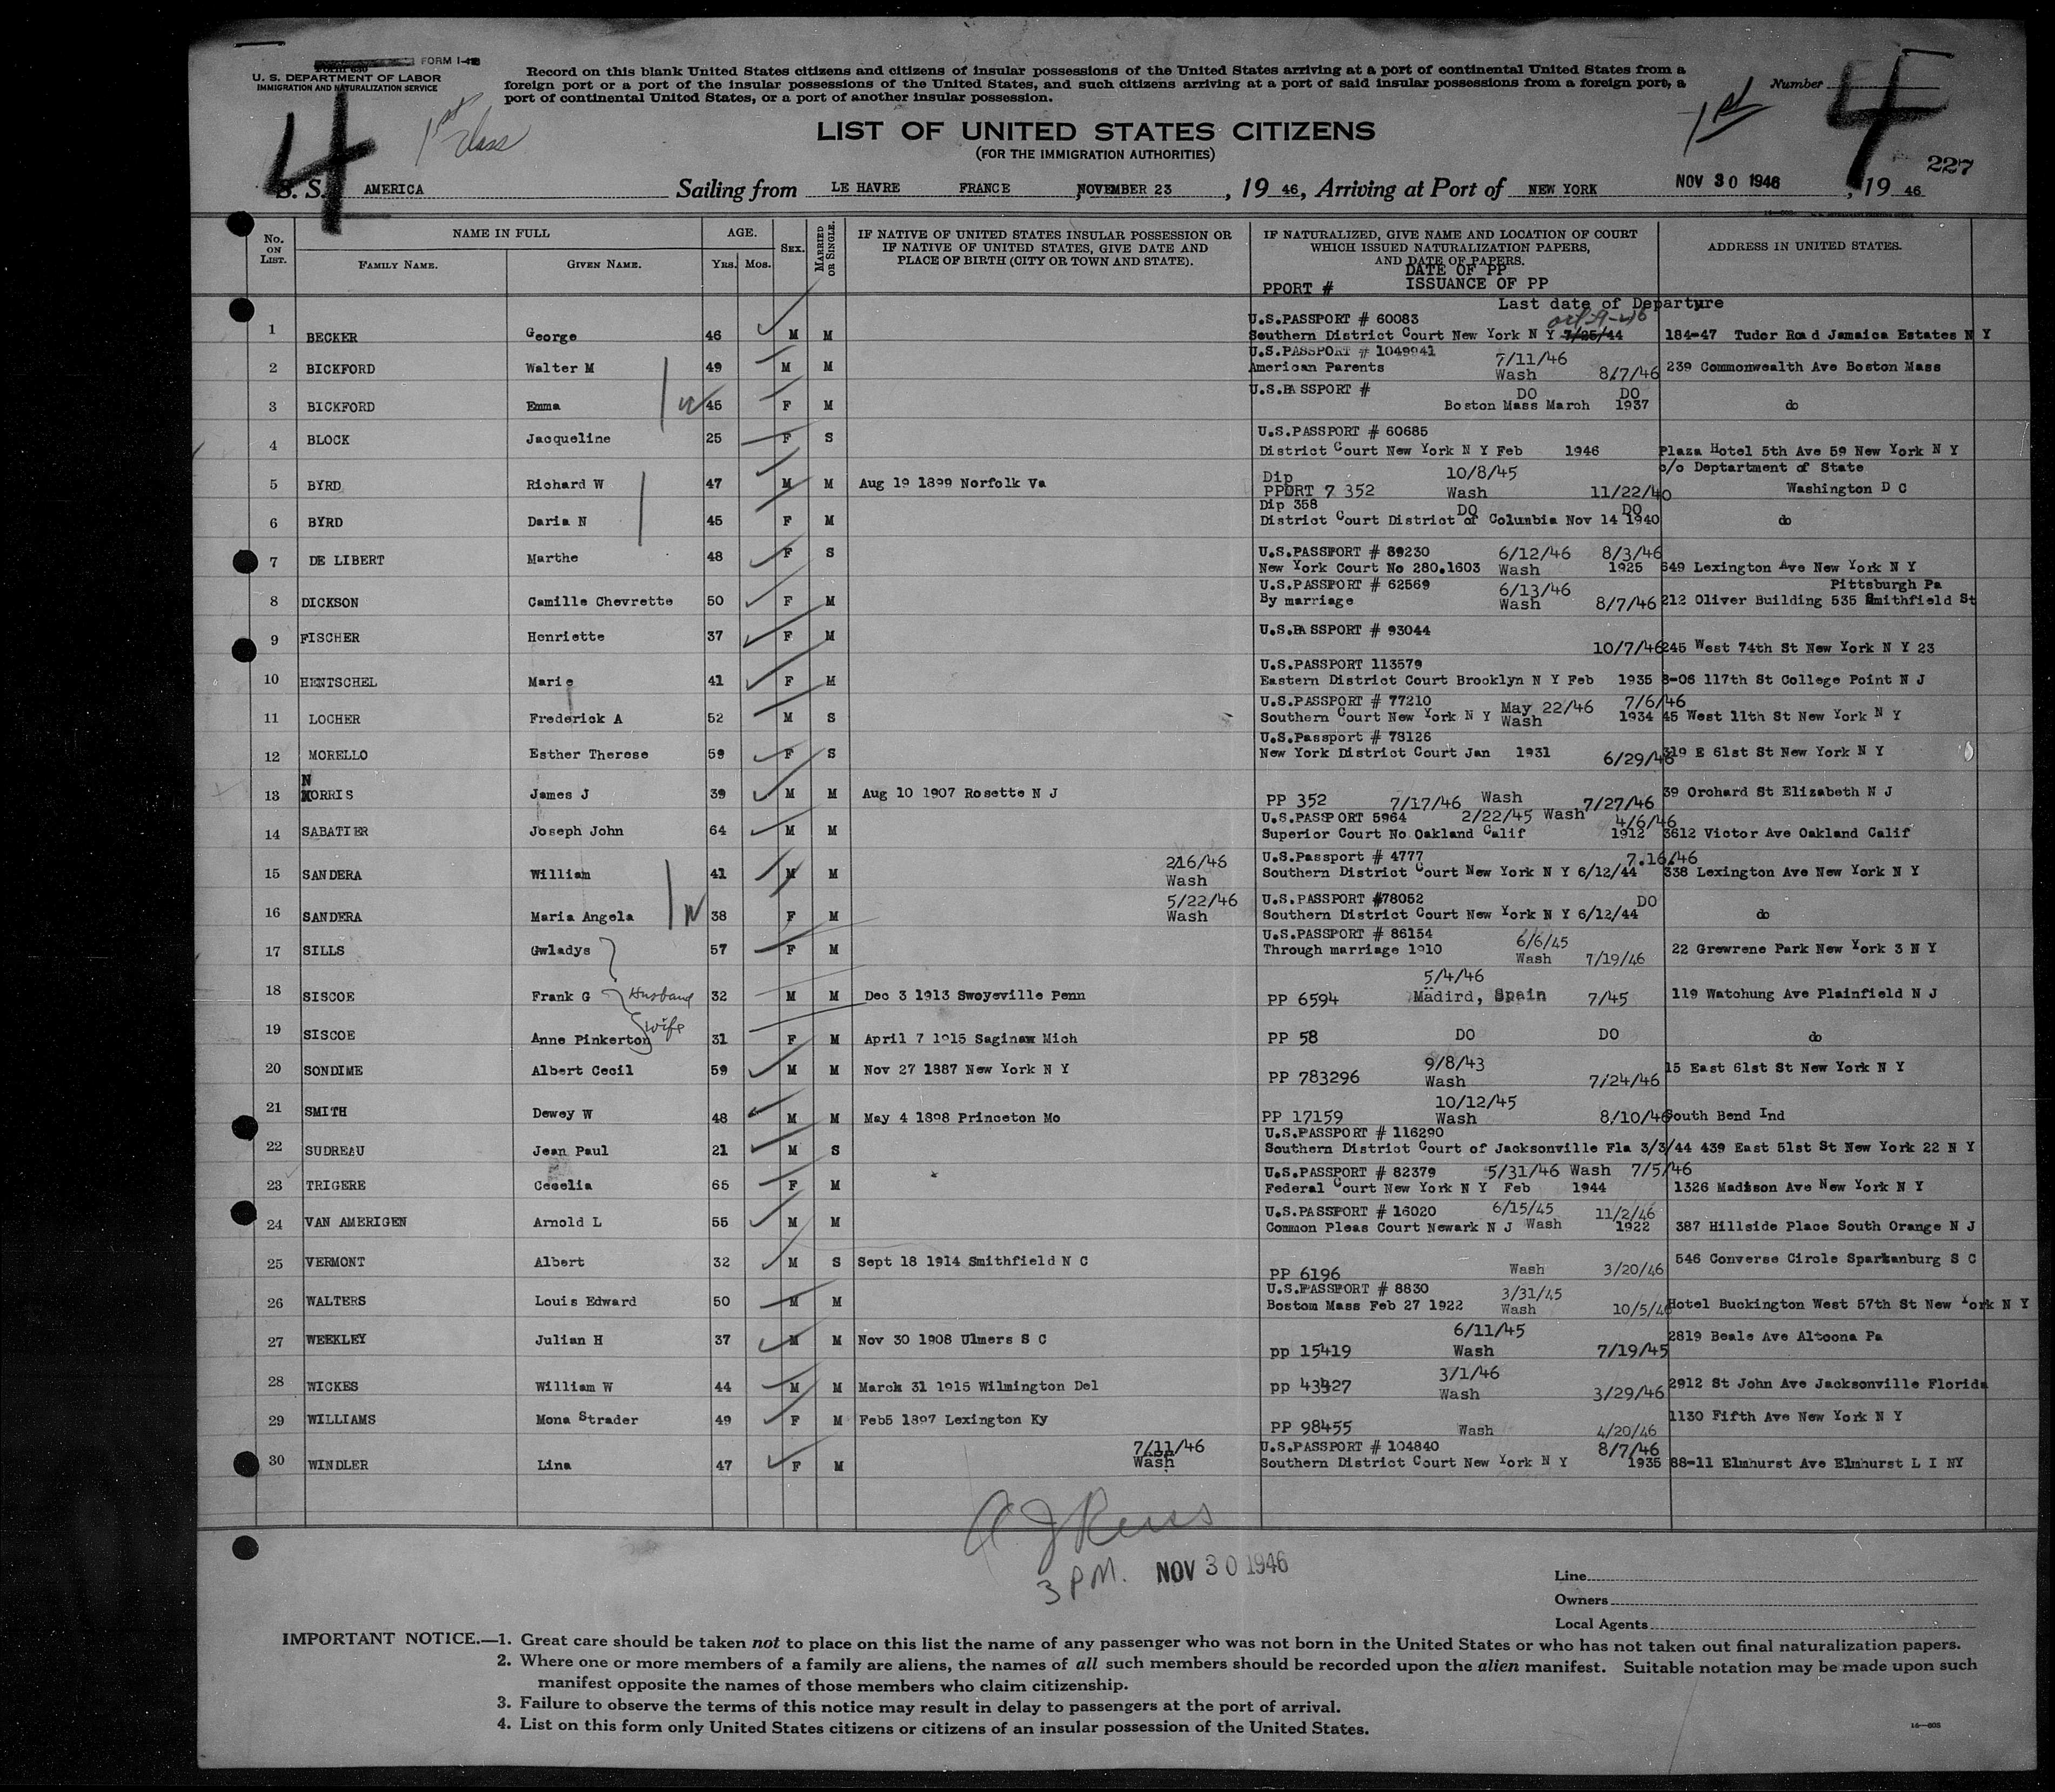 FORM I-418
U. S. DEPARTMENT OF LABOR
IMMIGRATION AND NATURALIZATION SERVICE
Record on this blank United States citizens and citizens of insular possessions of the United States arriving at a port of continental United States from a
foreign port or a port of the insular possessions of the United States, and such citizens arriving at a port of said insular possessions from a foreign port, a
port of continental United States, or a port of another insular possession.
Number
4 1st class 1st 4
LIST OF UNITED STATES CITIZENS
(FOR THE IMMIGRATION AUTHORITIES)
227
S. S. AMERICA Sailing from LE HAVRE FRANCE, NOVEMBER 23, 19 46, Arriving at Port of NEW YORK NOV 30 1946, 19 46
No. ON LIST. NAME IN FULL FAMILY NAME. GIVEN NAME. AGE. YRS. MOS. SEX. MARRIED OR SINGLE. IF NATIVE OF UNITED STATES INSULAR POSSESSION OR IF NATIVE OF UNITED STATES, GIVE DATE AND PLACE OF BIRTH (CITY OR TOWN AND STATE). IF NATURALIZED, GIVE NAME AND LOCATION OF COURT WHICH ISSUED NATURALIZATION PAPERS, AND DATE OF PAPERS. ADDRESS IN UNITED STATES.
DATE OF PP
PPORT # ISSUANCE OF PP
Last date of Departure
U.S.PASSPORT # 60083 oct 9-46
1 BECKER George 46 M M Southern District Court New York N Y 7/25/44 184-47 Tudor Road Jamaica Estates N Y
U.S.PASSPORT # 1049941 7/11/46
2 BICKFORD Walter M 49 M M American Parents Wash 8/7/46 239 Commonwealth Ave Boston Mass
U.S.PASSPORT # DO DO
3 BICKFORD Emma W 45 F M Boston Mass March 1937 do
U.S.PASSPORT # 60685
4 BLOCK Jacqueline 25 F S District Court New York N Y Feb 1946 Plaza Hotel 5th Ave 59 New York N Y
Dip 10/8/45 c/o Deptartment of State
5 BYRD Richard W 47 M M Aug 19 1899 Norfolk Va PPORT 7 352 Wash 11/22/40 Washington D C
Dip 358 DO DO
6 BYRD Daria N 45 F M District Court District of Columbia Nov 14 1940 do
U.S.PASSPORT # 89230 6/12/46 8/3/46
7 DE LIBERT Marthe 48 F S New York Court No 280.1603 Wash 1925 649 Lexington Ave New York N Y
U.S.PASSPORT # 62569 6/13/46 Pittsburgh Pa
8 DICKSON Camille Chevrette 50 F M By marriage Wash 8/7/46 212 Oliver Building 535 Smithfield St
U.S.PASSPORT # 93044
9 FISCHER Henriette 37 F M 10/7/46 245 West 74th St New York N Y 23
U.S.PASSPORT 113579
10 HENTSCHEL Marie 41 F M Eastern District Court Brooklyn N Y Feb 1935 8-06 117th St College Point N J
U.S.PASSPORT # 77210 May 22/46 7/6/46
11 LOCHER Frederick A 52 M S Southern Court New York N Y Wash 1934 45 West 11th St New York N Y
U.S.Passport # 78126
12 MORELLO Esther Therese 59 F S New York District Court Jan 1931 6/29/46 319 E 61st St New York N Y
N
13 MORRIS James J 39 M M Aug 10 1907 Rosette N J PP 352 7/17/46 Wash 7/27/46 39 Orchard St Elizabeth N J
U.S.PASSPORT 5964 2/22/45 Wash 4/6/46
14 SABATIER Joseph John 64 M M Superior Court No Oakland Calif 1912 3612 Victor Ave Oakland Calif
216/46 U.S.Passport # 4777 7.16/46
15 SANDERA William 41 M M Wash Southern District Court New York N Y 6/12/44 338 Lexington Ave New York N Y
5/22/46 U.S.PASSPORT #78052 DO
16 SANDERA Maria Angela W 38 F M Wash Southern District Court New York N Y 6/12/44 do
U.S.PASSPORT # 86154 6/6/45
17 SILLS Gwladys 57 F M Through marriage 1910 Wash 7/19/46 22 Grewrene Park New York 3 N Y
5/4/46
18 SISCOE Frank G Husband 32 M M Dec 3 1913 Swoyeville Penn PP 6594 Madird, Spain 7/45 119 Watchung Ave Plainfield N J
19 SISCOE Anne Pinkerton wife 31 F M April 7 1915 Saginaw Mich PP 58 DO DO do
9/8/43
20 SONDIME Albert Cecil 59 M M Nov 27 1887 New York N Y PP 783296 Wash 7/24/46 15 East 61st St New York N Y
10/12/45
21 SMITH Dewey W 48 M M May 4 1898 Princeton Mo PP 17159 Wash 8/10/46 South Bend Ind
U.S.PASSPORT # 116290
22 SUDREAU Jean Paul 21 M S Southern District Court of Jacksonville Fla 3/3/44 439 East 51st St New York 22 N Y
U.S.PASSPORT # 82379 5/31/46 Wash 7/5/46
23 TRIGERE Cecelia 65 F M Federal Court New York N Y Feb 1944 1326 Madison Ave New York N Y
U.S.PASSPORT # 16020 6/15/45 11/2/46
24 VAN AMERIGEN Arnold L 55 M M Common Pleas Court Newark N J Wash 1922 387 Hillside Place South Orange N J
25 VERMONT Albert 32 M S Sept 18 1914 Smithfield N C PP 6196 Wash 3/20/46 546 Converse Circle Sparkanburg S C
U.S.PASSPORT # 8830 3/31/45
26 WALTERS Louis Edward 50 M M Bostom Mass Feb 27 1922 Wash 10/5/46 Hotel Buckington West 57th St New York N Y
6/11/45
27 WEEKLEY Julian H 37 M M Nov 30 1908 Ulmers S C pp 15419 Wash 7/19/45 2819 Beale Ave Altoona Pa
3/1/46
28 WICKES William W 44 M M March 31 1915 Wilmington Del pp 43427 Wash 3/29/46 2912 St John Ave Jacksonville Florida
29 WILLIAMS Mona Strader 49 F M Feb5 1897 Lexington Ky PP 98455 Wash 4/20/46 1130 Fifth Ave New York N Y
7/11/46 U.S.PASSPORT # 104840 8/7/46
30 WINDLER Lina 47 F M Wash Southern District Court New York N Y 1935 88-11 Elmhurst Ave Elmhurst L I NY
3 PM. NOV 30 1946
Line
Owners
Local Agents
IMPORTANT NOTICE.—1. Great care should be taken not to place on this list the name of any passenger who was not born in the United States or who has not taken out final naturalization papers.
2. Where one or more members of a family are aliens, the names of all such members should be recorded upon the alien manifest. Suitable notation may be made upon such
manifest opposite the names of those members who claim citizenship.
3. Failure to observe the terms of this notice may result in delay to passengers at the port of arrival.
4. List on this form only United States citizens or citizens of an insular possession of the United States.